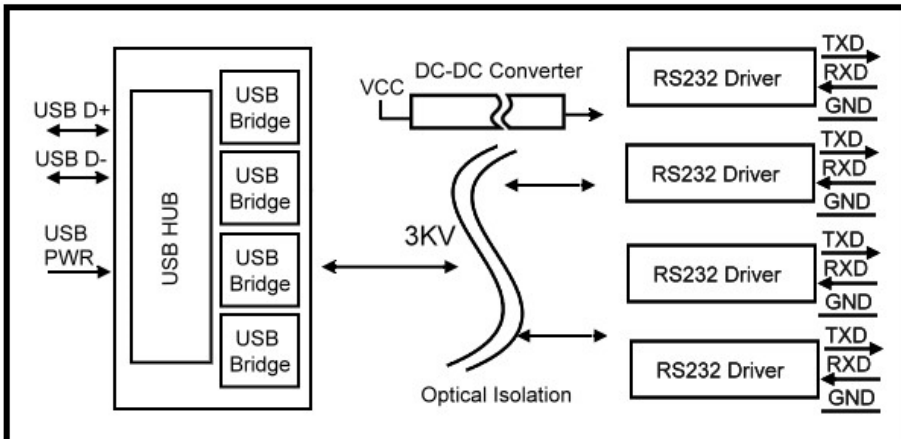 USB D+
USB D-
USB
PWR
USB HUB
USB
Bridge
USB
Bridge
USB
Bridge
USB
Bridge
DC-DC Converter
VCC
3KV
Optical Isolation
RS232 Driver
TXD
RXD
GND
RS232 Driver
TXD
RXD
GND
RS232 Driver
TXD
RXD
GND
RS232 Driver
TXD
RXD
GND